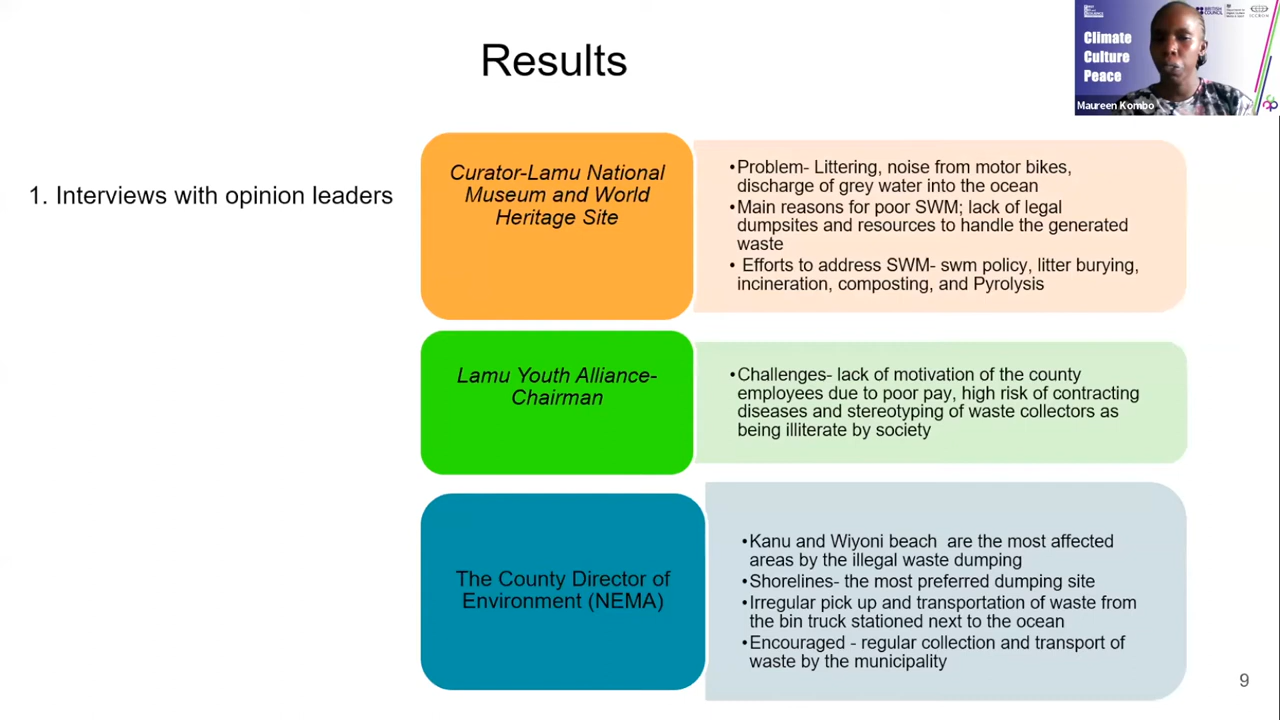 Results
BRITISH
COUNCIL
ICCROM
Climate
Culture
Peace
Maureen Kombo
1. Interviews with opinion leaders
Curator-Lamu National
Museum and World
Heritage Site
•Problem- Littering, noise from motor bikes,
discharge of grey water into the ocean
•Main reasons for poor SWM; lack of legal
dumpsites and resources to handle the generated
waste
• Efforts to address SWM- swm policy, litter burying,
incineration, composting, and Pyrolysis
Lamu Youth Alliance-
Chairman
•Challenges- lack of motivation of the county
employees due to poor pay, high risk of contracting
diseases and stereotyping of waste collectors as
being illiterate by society
The County Director of
Environment (NEMA)
•Kanu and Wiyoni beach  are the most affected
areas by the illegal waste dumping
•Shorelines- the most preferred dumping site
•Irregular pick up and transportation of waste from
the bin truck stationed next to the ocean
•Encouraged - regular collection and transport of
waste by the municipality
9